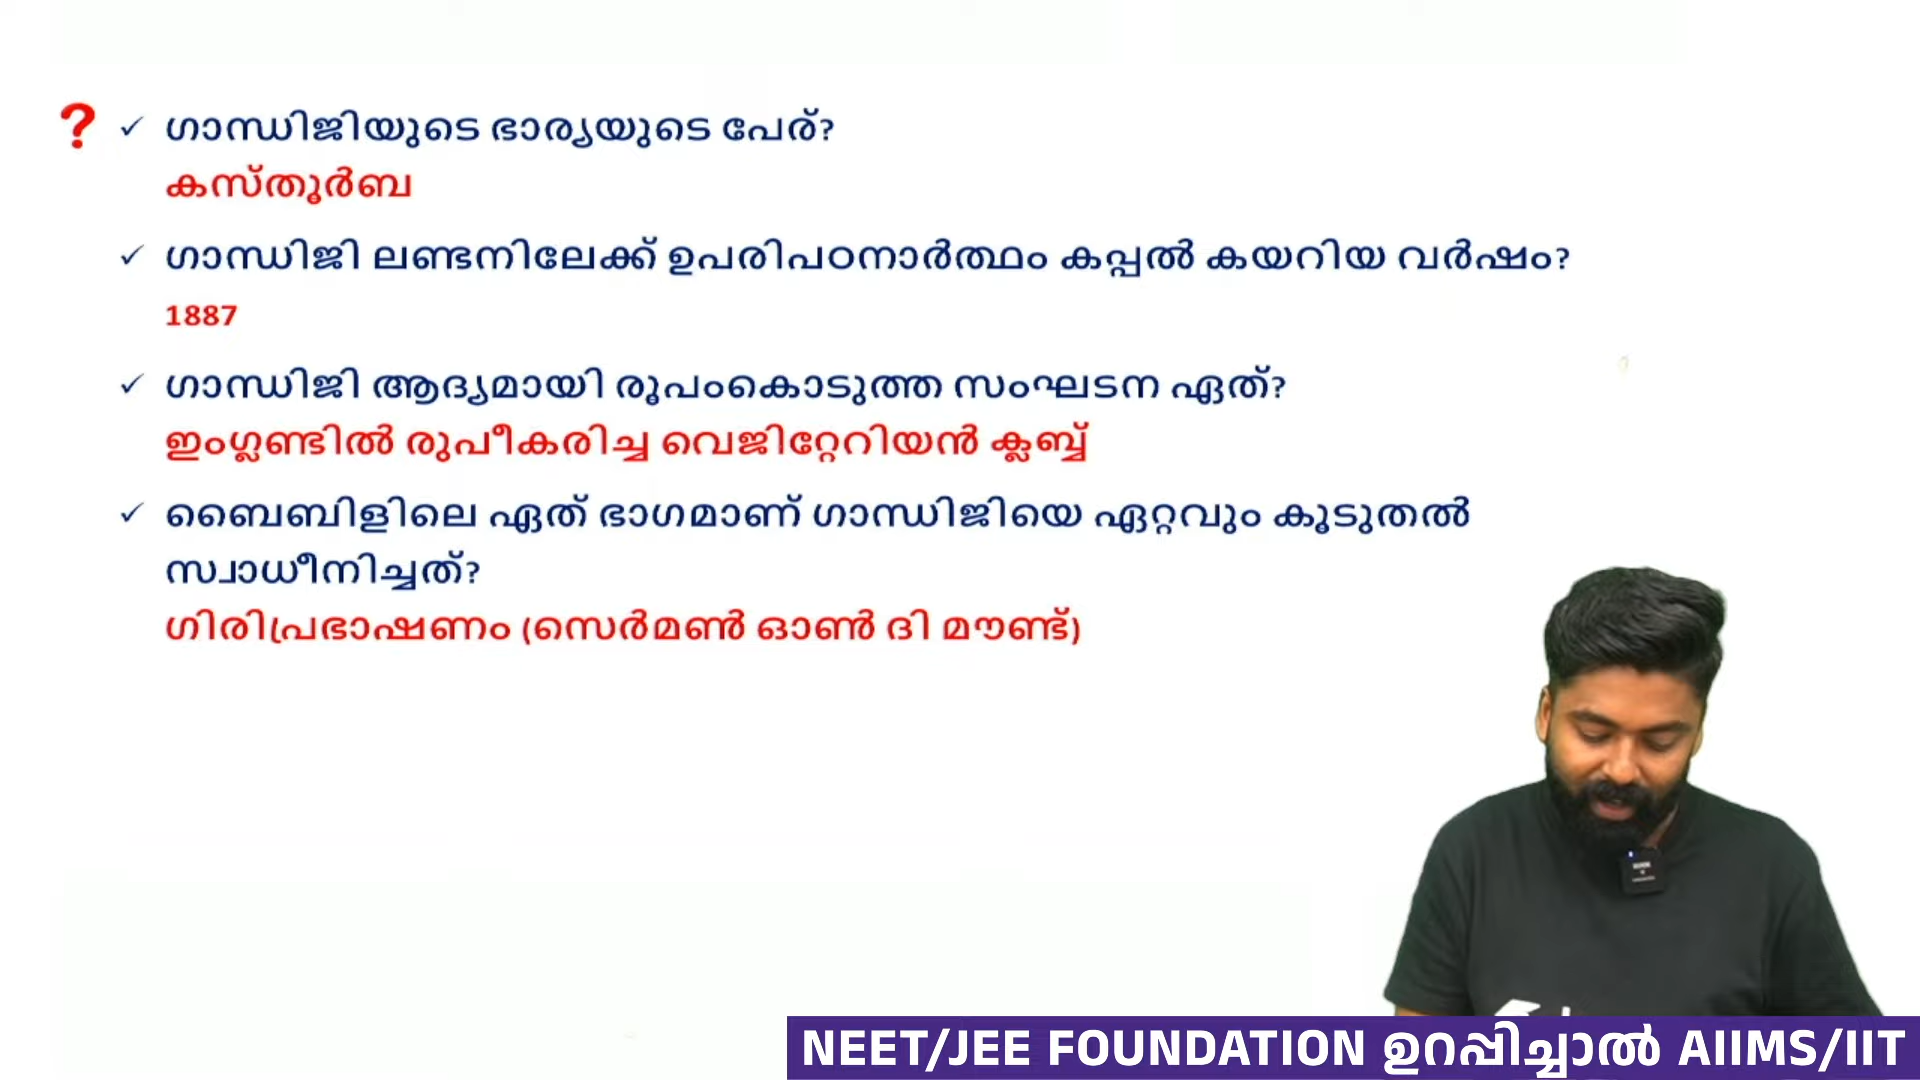 ? ✓ ഗാന്ധിജിയുടെ ഭാര്യയുടെ പേര്?
കസ്തൂർബ
✓ ഗാന്ധിജി ലണ്ടനിലേക്ക് ഉപരിപഠനാർത്ഥം കപ്പൽ കയറിയ വർഷം?
1887
✓ ഗാന്ധിജി ആദ്യമായി രൂപംകൊടുത്ത സംഘടന ഏത്?
ഇംഗ്ലണ്ടിൽ രുപീകരിച്ച വെജിറ്റേറിയൻ ക്ലബ്ബ്
✓ ബൈബിളിലെ ഏത് ഭാഗമാണ് ഗാന്ധിജിയെ ഏറ്റവും കൂടുതൽ
സ്വാധീനിച്ചത്?
ഗിരിപ്രഭാഷണം (സെർമൺ ഓൺ ദി മൗണ്ട്)
NEET/JEE FOUNDATION ഉറപ്പിച്ചാൽ AIIMS/IIT